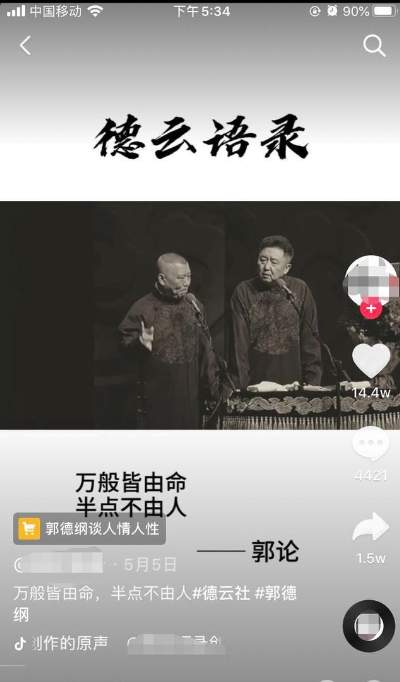 中国移动
下午5:34
90%
德云语录
14.4w
4421
万般皆由命
半点不由人
郭德纲谈人情人性
—— 郭论
1.5w
@
· 5月5日
万般皆由命，半点不由人#德云社 #郭德
纲
创作的原声